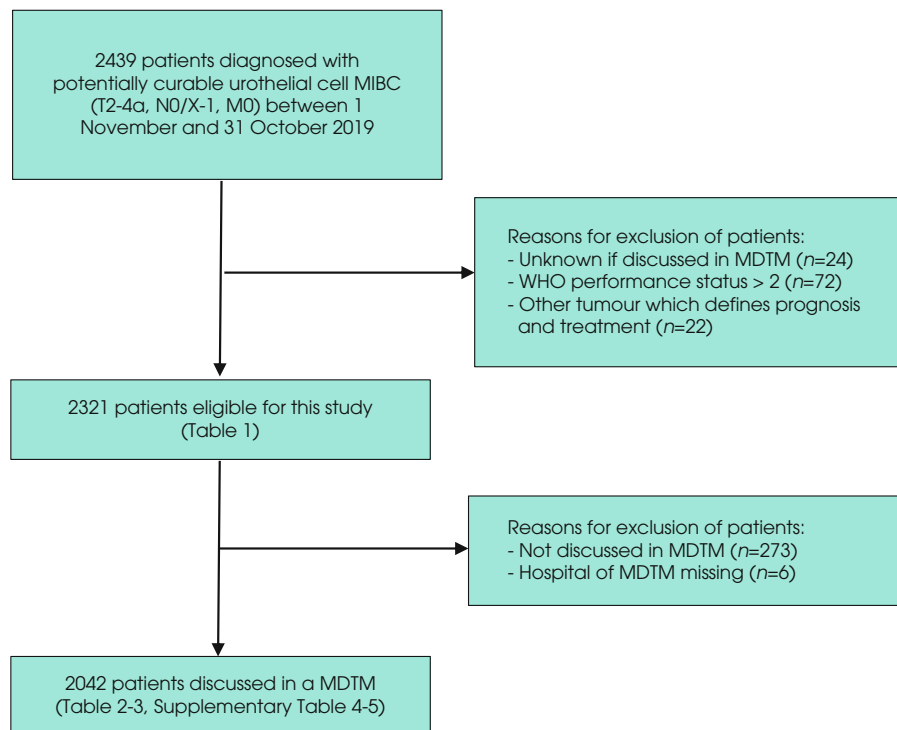 2439 patients diagnosed with
potentially curable urothelial cell MIBC
(T2-4a, N0/X-1, M0) between 1
November and 31 October 2019
Reasons for exclusion of patients:
- Unknown if discussed in MDTM (n=24)
- WHO performance status > 2 (n=72)
- Other tumour which defines prognosis
and treatment (n=22)
2321 patients eligible for this study
(Table 1)
Reasons for exclusion of patients:
- Not discussed in MDTM (n=273)
- Hospital of MDTM missing (n=6)
2042 patients discussed in a MDTM
(Table 2-3, Supplementary Table 4-5)